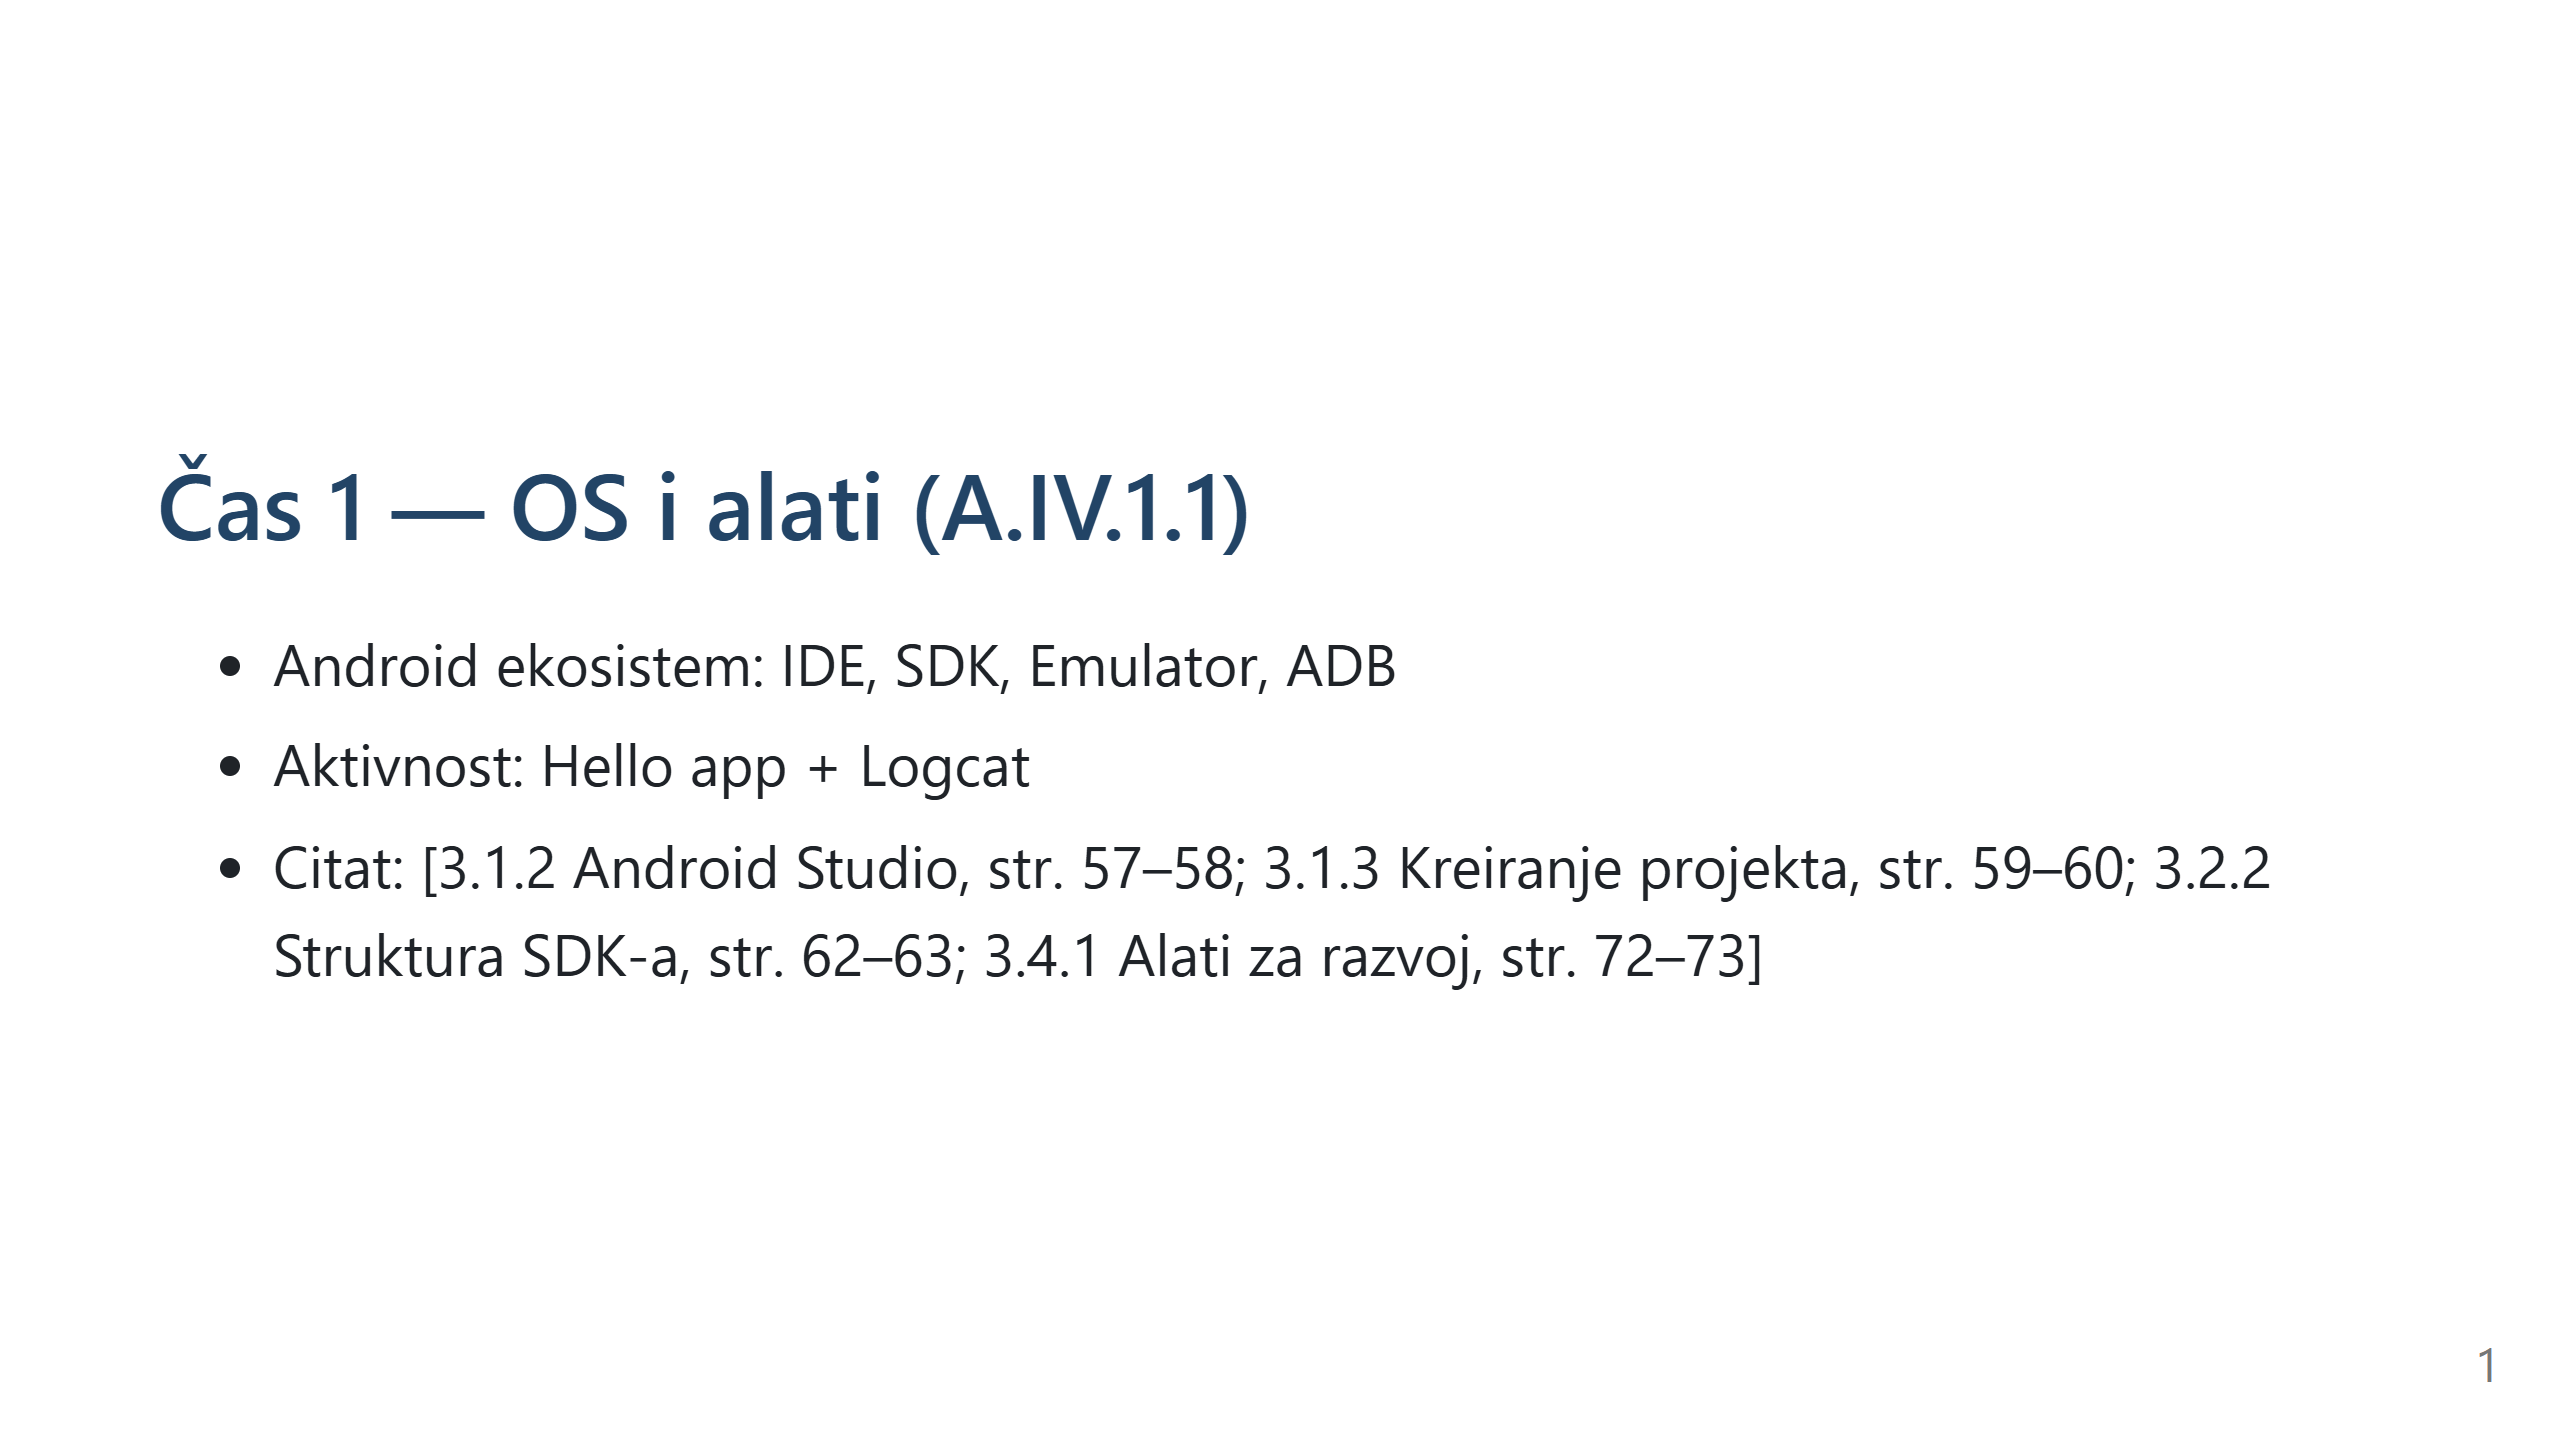 Čas 1 — OS i alati (A.IV.1.1)
• Android ekosistem: IDE, SDK, Emulator, ADB
• Aktivnost: Hello app + Logcat
• Citat: [3.1.2 Android Studio, str. 57–58; 3.1.3 Kreiranje projekta, str. 59–60; 3.2.2
Struktura SDK-a, str. 62–63; 3.4.1 Alati za razvoj, str. 72–73]
1